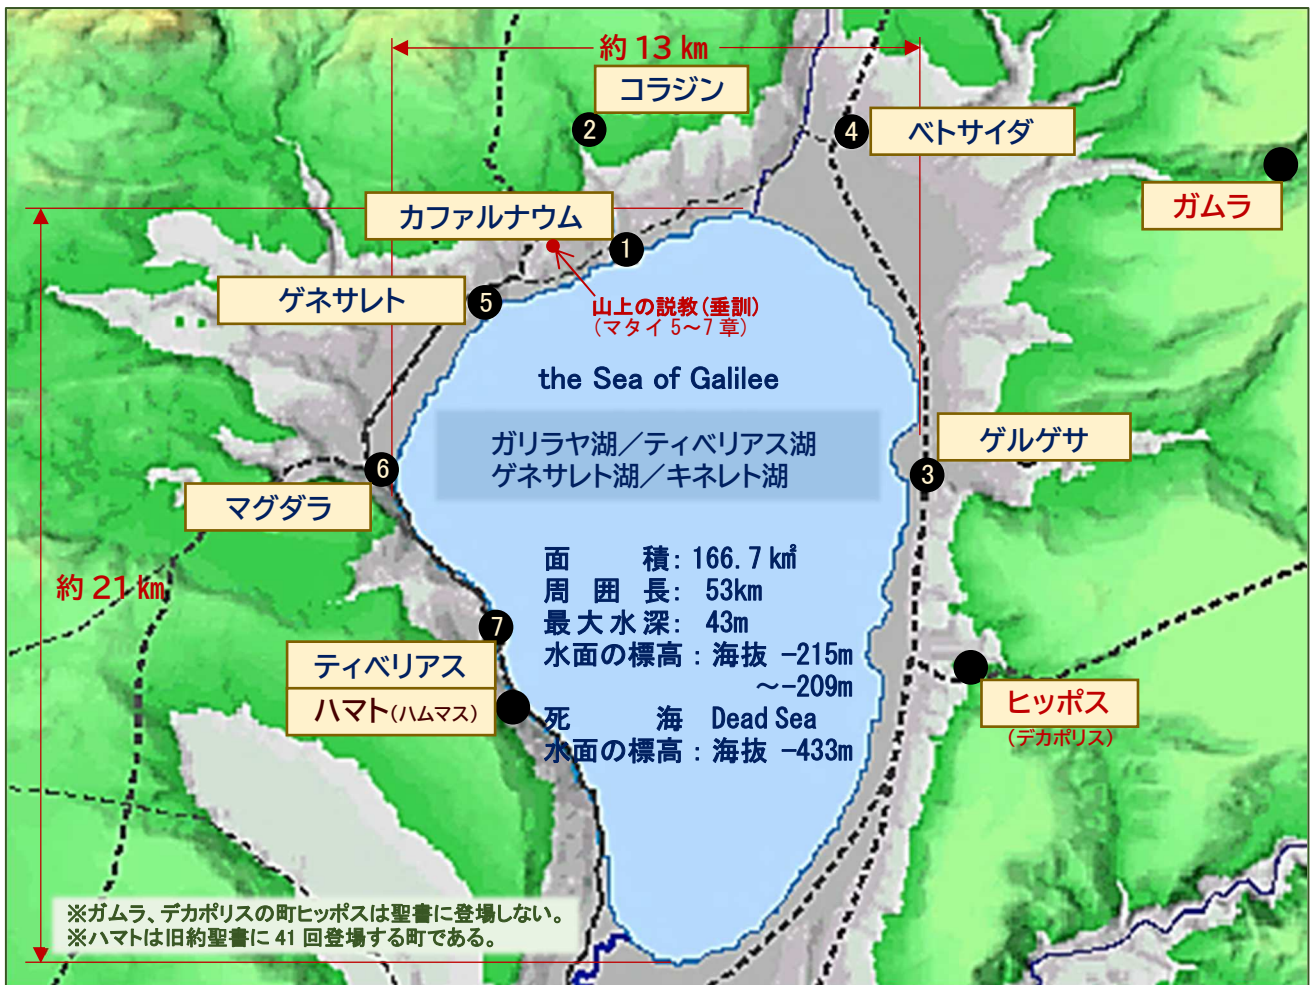 約 13 ㎞
コラジン
2
4
ベトサイダ
ガムラ
カファルナウム
1
ゲネサレト
5
山上の説教(垂訓)
(マタイ 5～7 章)
the Sea of Galilee
ガリラヤ湖／ティベリアス湖
ゲネサレト湖／キネレト湖
ゲルゲサ
3
6
マグダラ
約 21 ㎞
面積: 166.7 ㎢
周囲長: 53km
最大水深: 43m
水面の標高：海抜 -215m
～-209m
死海 Dead Sea
水面の標高：海抜 -433m
7
ティベリアス
ハマト(ハムマス)
ヒッポス
(デカポリス)
※ガムラ、デカポリスの町ヒッポスは聖書に登場しない。
※ハマトは旧約聖書に 41 回登場する町である。